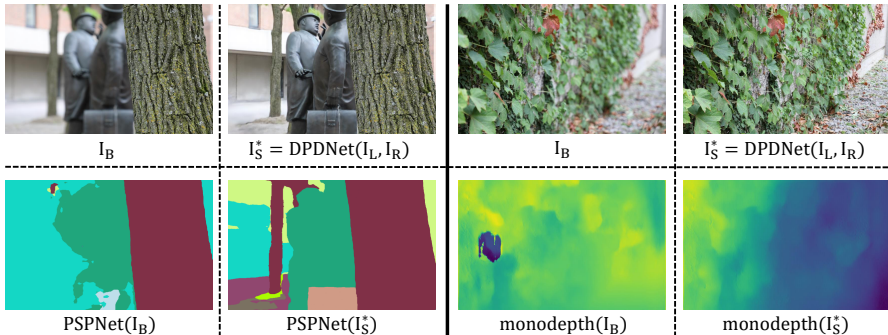 I_B
I_S^* = DPDNet(I_L, I_R)
I_B
I_S^* = DPDNet(I_L, I_R)
PSPNet(I_B)
PSPNet(I_S^*)
monodepth(I_B)
monodepth(I_S^*)